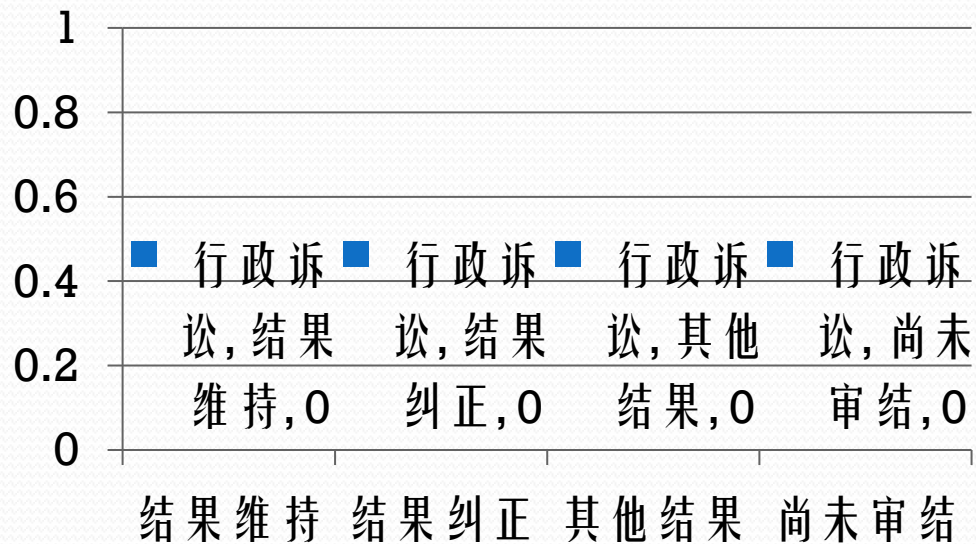 1
0.8
0.6
0.4
0.2
0
行政诉
讼,结果
维持,0
行政诉
讼,结果
纠正,0
行政诉
讼,其他
结果,0
行政诉
讼,尚未
审结,0
结果维持 结果纠正 其他结果 尚未审结